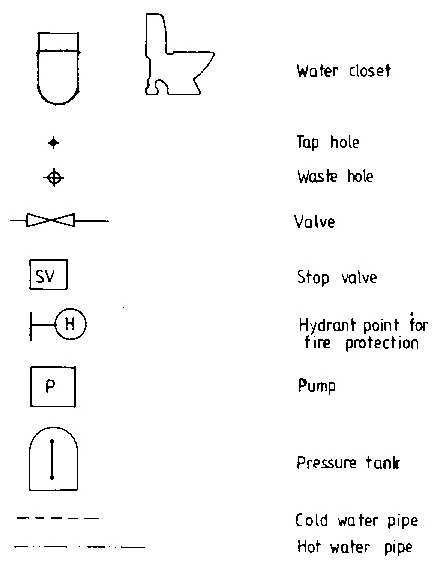 Water closet
Tap hole
Waste hole
Valve
SV
Stop valve
H
Hydrant point for
fire protection
P
Pump
Pressure tank
Cold water pipe
Hot water pipe